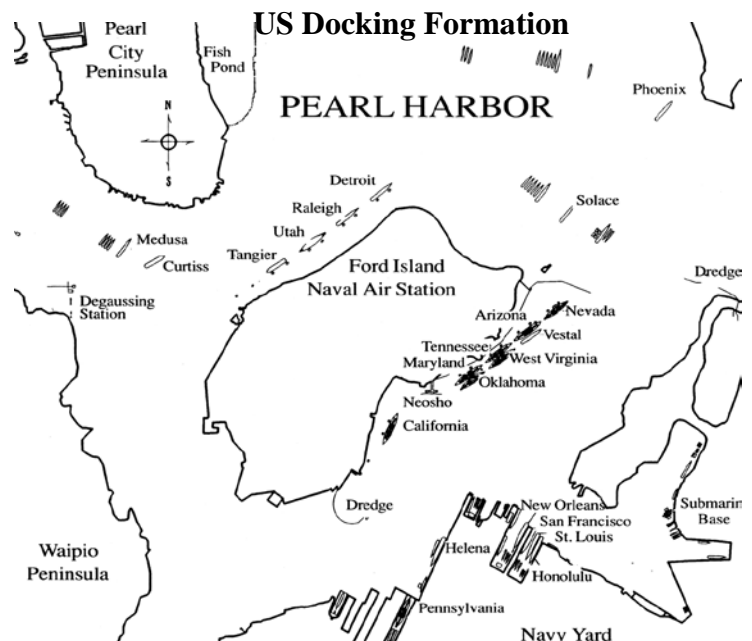 US Docking Formation
Pearl
City
Peninsula
Fish
Pond
PEARL HARBOR
Phoenix
N
S
Detroit
Raleigh
Utah
Tangier
Solace
Medusa
Curtiss
Degaussing
Station
Ford Island
Naval Air Station
Dredge
Arizona
Nevada
Vestal
Tennessee
West Virginia
Maryland
Oklahoma
Neosho
California
Dredge
New Orleans
San Francisco
St. Louis
Submarin
Base
Helena
Honolulu
Waipio
Peninsula
Pennsylvania
Navy Yard